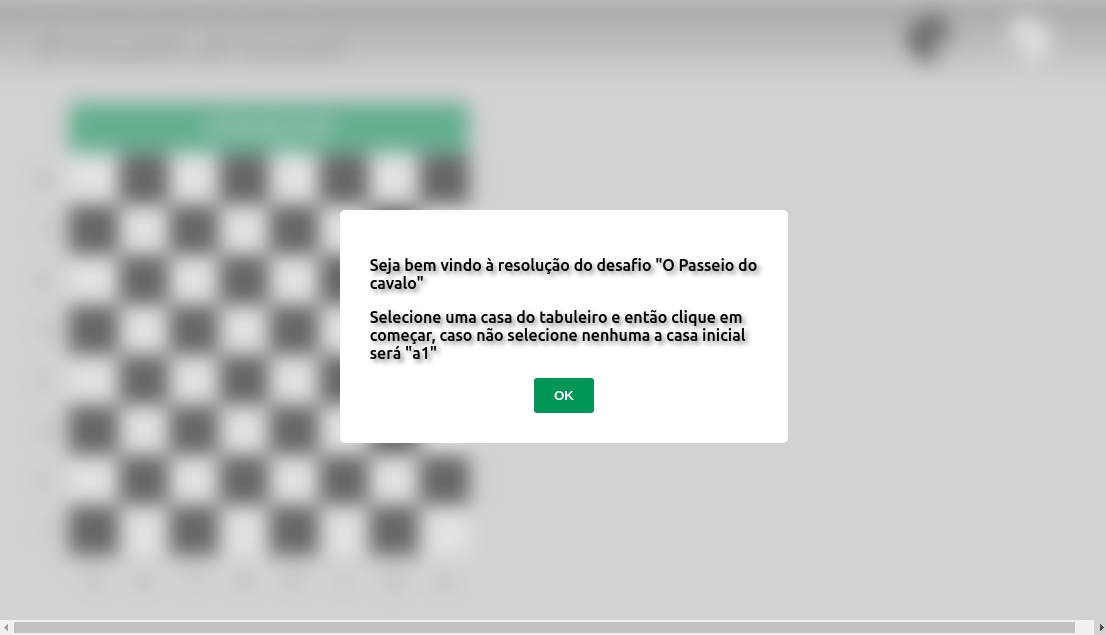 Seja bem vindo à resolução do desafio "O Passeio do
cavalo"
Selecione uma casa do tabuleiro e então clique em
começar, caso não selecione nenhuma a casa inicial
será "a1"
OK